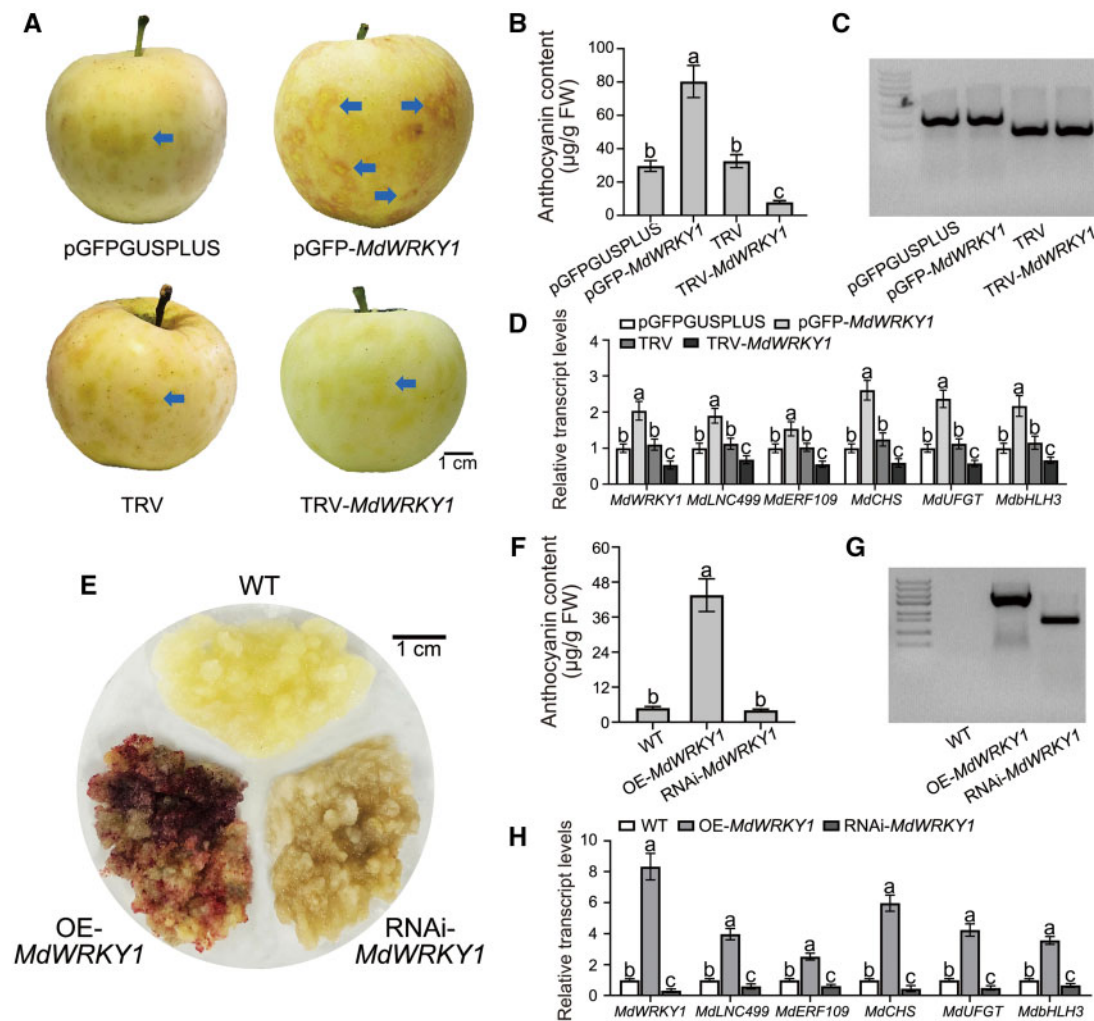 A
pGFPGUSPLUS
pGFP-MdWRKY1
TRV
TRV-MdWRKY1
1 cm
B
Anthocyanin content
(µg/g FW)
100
80
60
40
20
0
b
a
b
c
pGFPGUSPLUS
pGFP-MdWRKY1
TRV
TRV-MdWRKY1
C
pGFPGUSPLUS
pGFP-MdWRKY1
TRV
TRV-MdWRKY1
D
pGFPGUSPLUS pGFP-MdWRKY1
TRV TRV-MdWRKY1
Relative transcript levels
4
3
2
1
0
b a b c
b a b c
b a b c
b a b c
b a b c
b a b c
MdWRKY1 MdLNC499 MdERF109 MdCHS MdUFGT MdbHLH3
E
WT
1 cm
OE-
MdWRKY1
RNAi-
MdWRKY1
F
Anthocyanin content
(µg/g FW)
60
48
36
24
12
0
b
a
b
WT
OE-MdWRKY1
RNAi-MdWRKY1
G
WT
OE-MdWRKY1
RNAi-MdWRKY1
H
WT OE-MdWRKY1 RNAi-MdWRKY1
Relative transcript levels
10
8
6
4
2
0
b a c
b a c
b a c
b a c
b a c
b a c
MdWRKY1 MdLNC499 MdERF109 MdCHS MdUFGT MdbHLH3